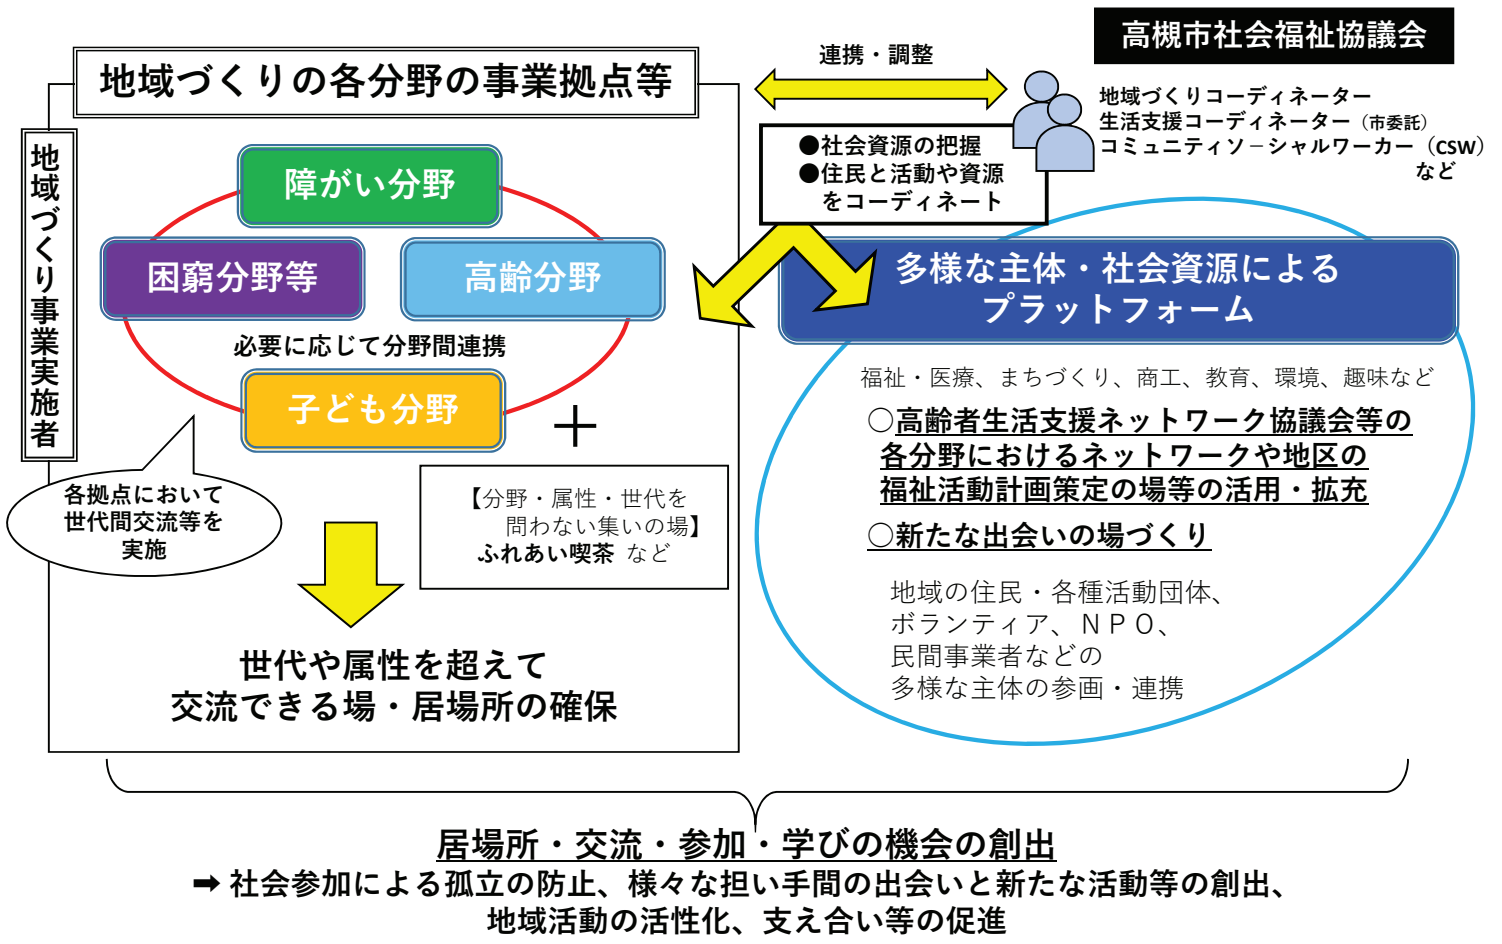 高槻市社会福祉協議会
地域づくりの各分野の事業拠点等
連携・調整
地域づくりコーディネーター
生活支援コーディネーター（市委託）
コミュニティソ－シャルワーカー（CSW）
など
●社会資源の把握
●住民と活動や資源
をコーディネート
地域づくり事業実施者
障がい分野
困窮分野等
高齢分野
必要に応じて分野間連携
子ども分野
＋
各拠点において
世代間交流等を
実施
【分野・属性・世代を
問わない集いの場】
ふれあい喫茶 など
世代や属性を超えて
交流できる場・居場所の確保
多様な主体・社会資源による
プラットフォーム
福祉・医療、まちづくり、商工、教育、環境、趣味など
○高齢者生活支援ネットワーク協議会等の
各分野におけるネットワークや地区の
福祉活動計画策定の場等の活用・拡充
○新たな出会いの場づくり
地域の住民・各種活動団体、
ボランティア、ＮＰＯ、
民間事業者などの
多様な主体の参画・連携
居場所・交流・参加・学びの機会の創出
➡ 社会参加による孤立の防止、様々な担い手間の出会いと新たな活動等の創出、
地域活動の活性化、支え合い等の促進